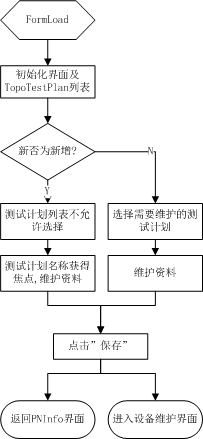 FormLoad
初始化界面及
TopoTestPlan列表
新否为新增?
N
Y
测试计划列表不允
许选择
选择需要维护的测
试计划
测试计划名称获得
焦点,维护资料
维护资料
点击”保存”
返回PNInfo界面
进入设备维护界面